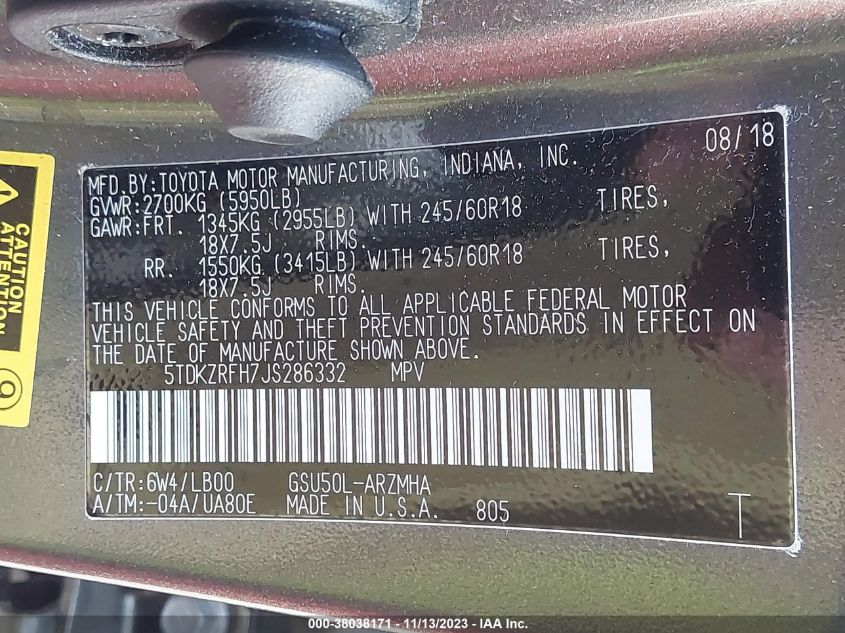 08/18
MFD.BY:TOYOTA MOTOR MANUFACTURING, INDIANA, INC.
GVWR:2700KG (5950LB)
GAWR:FRT. 1345KG (2955LB) WITH 245/60R18 TIRES,
18X7.5J RIMS.
RR. 1550KG (3415LB) WITH 245/60R18 TIRES,
18X7.5J RIMS.
THIS VEHICLE CONFORMS TO ALL APPLICABLE FEDERAL MOTOR
VEHICLE SAFETY AND THEFT PREVENTION STANDARDS IN EFFECT ON
THE DATE OF MANUFACTURE SHOWN ABOVE.
5TDKZRFH7JS286332 MPV
C/TR:6W4/LB00 GSU50L-ARZMHA
A/TM:-04A/UA80E MADE IN U.S.A. 805
T
CAUTION
ATTENTION
000-38038171 - 11/13/2023 - IAA Inc.